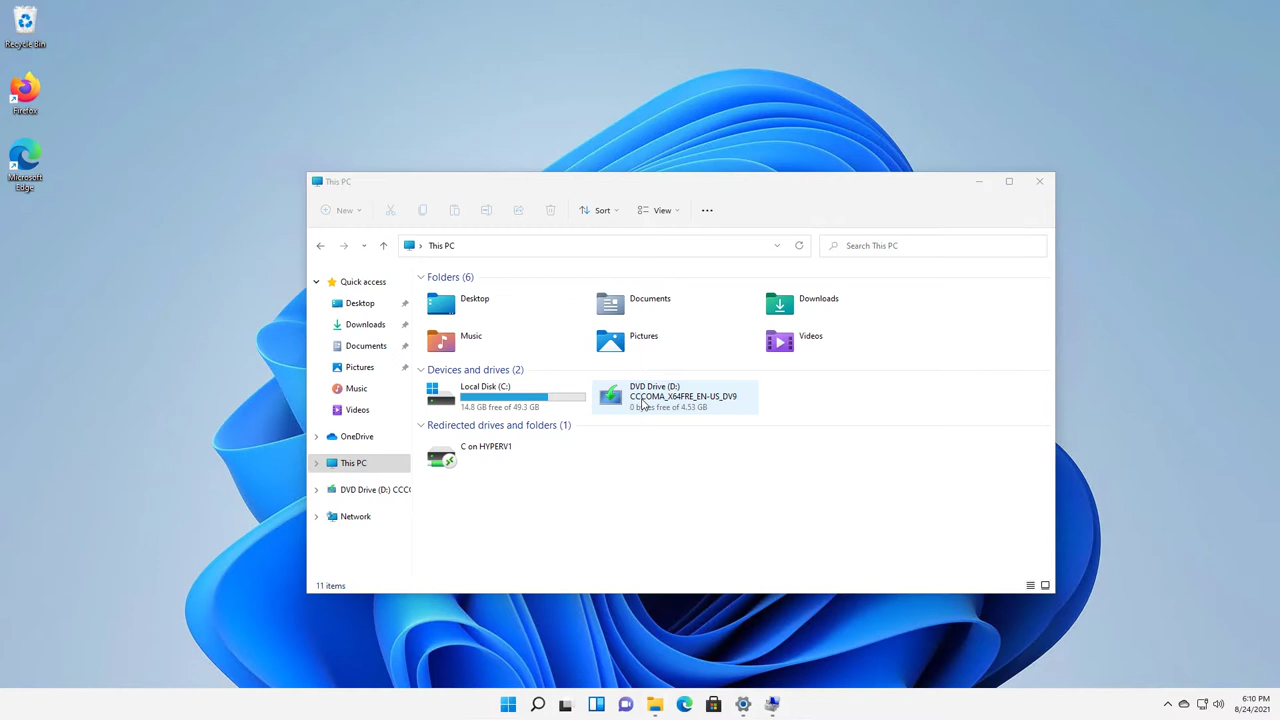 Recycle Bin
Firefox
Microsoft
Edge
This PC
New
Sort
View
This PC
Search This PC
Quick access
Desktop
Downloads
Documents
Pictures
Music
Videos
OneDrive
This PC
DVD Drive (D:) CCCO
Network
Folders (6)
Desktop
Documents
Downloads
Music
Pictures
Videos
Devices and drives (2)
Local Disk (C:)
14.8 GB free of 49.3 GB
DVD Drive (D:)
CCCOMA_X64FRE_EN-US_DV9
0 bytes free of 4.53 GB
Redirected drives and folders (1)
C on HYPERV1
11 items
6:10 PM
8/24/2021